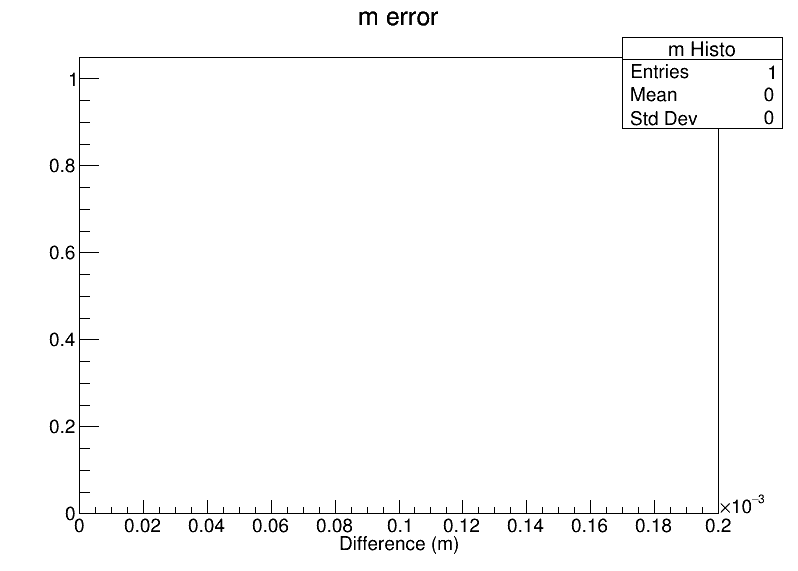 m error
m Histo
Entries 1
Mean 0
Std Dev 0
1
0.8
0.6
0.4
0.2
0
0 0.02 0.04 0.06 0.08 0.1 0.12 0.14 0.16 0.18 0.2
×10⁻³
Difference (m)